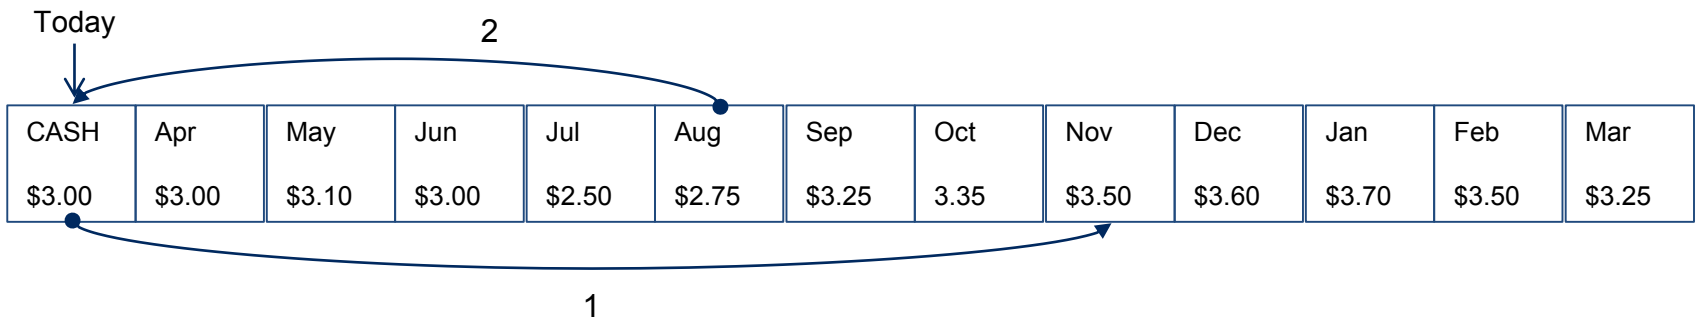 Today
2
CASH Apr May Jun Jul Aug Sep Oct Nov Dec Jan Feb Mar
$3.00 $3.00 $3.10 $3.00 $2.50 $2.75 $3.25 3.35 $3.50 $3.60 $3.70 $3.50 $3.25
1